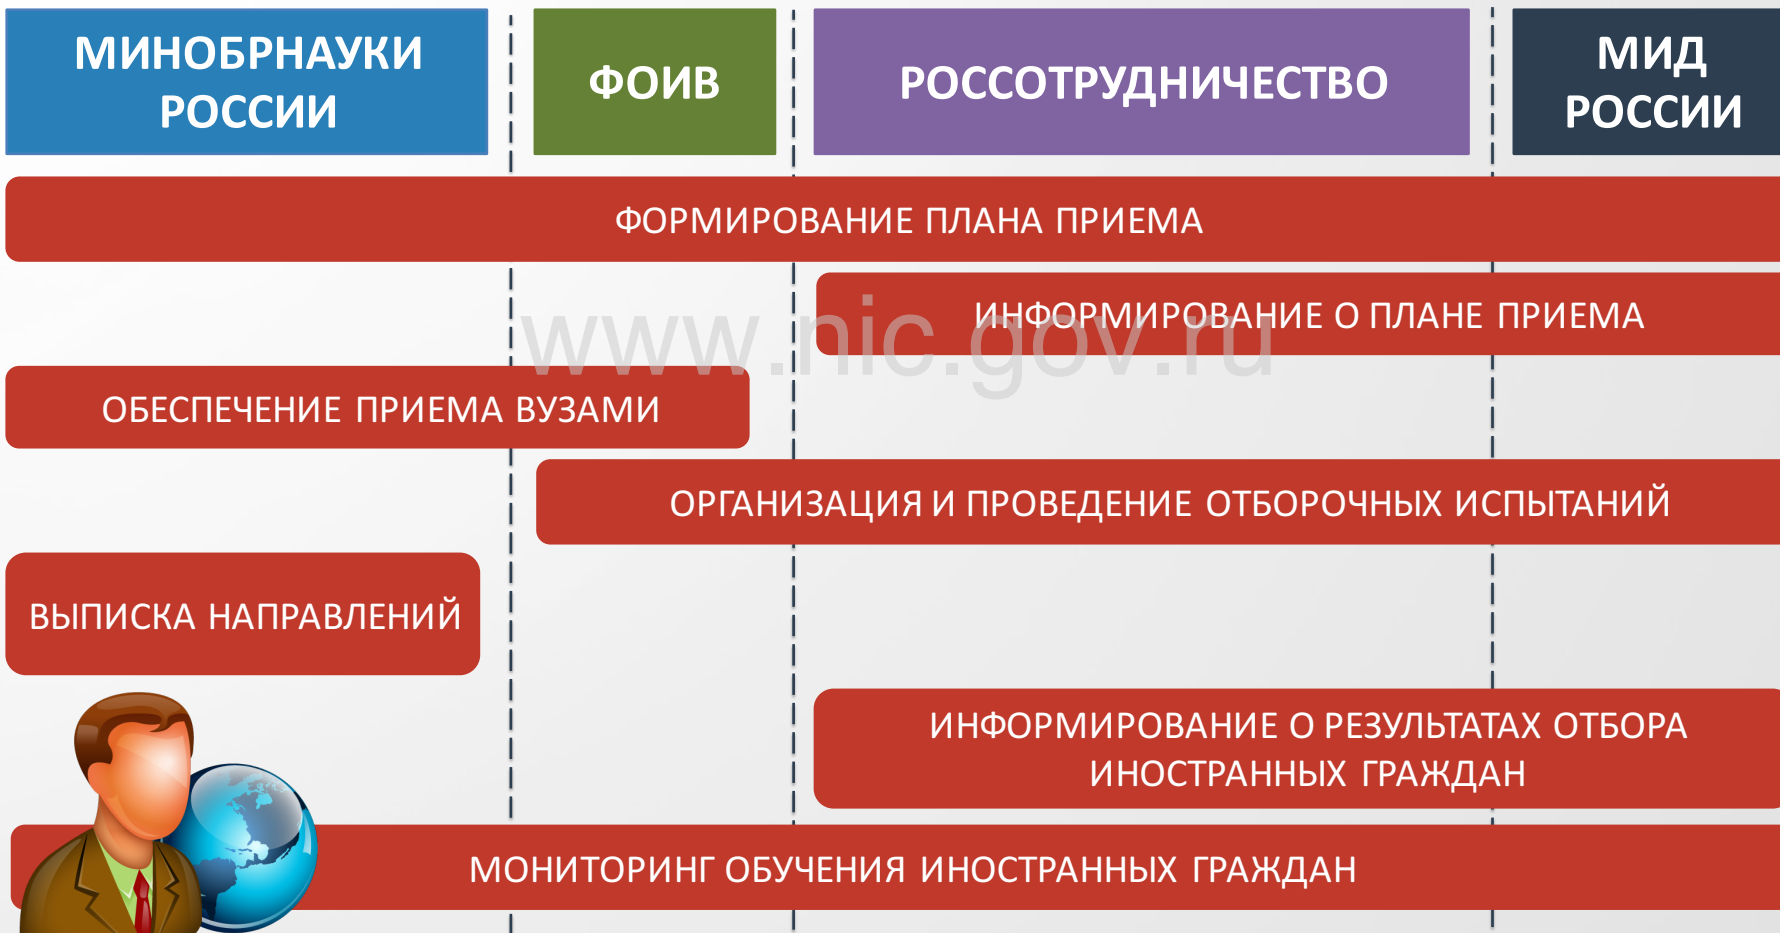 МИНОБРНАУКИ
РОССИИ
ФОИВ
РОССОТРУДНИЧЕСТВО
МИД
РОССИИ
ФОРМИРОВАНИЕ ПЛАНА ПРИЕМА
ИНФОРМИРОВАНИЕ О ПЛАНЕ ПРИЕМА
www.nic.gov.ru
ОБЕСПЕЧЕНИЕ ПРИЕМА ВУЗАМИ
ОРГАНИЗАЦИЯ И ПРОВЕДЕНИЕ ОТБОРОЧНЫХ ИСПЫТАНИЙ
ВЫПИСКА НАПРАВЛЕНИЙ
ИНФОРМИРОВАНИЕ О РЕЗУЛЬТАТАХ ОТБОРА
ИНОСТРАННЫХ ГРАЖДАН
МОНИТОРИНГ ОБУЧЕНИЯ ИНОСТРАННЫХ ГРАЖДАН